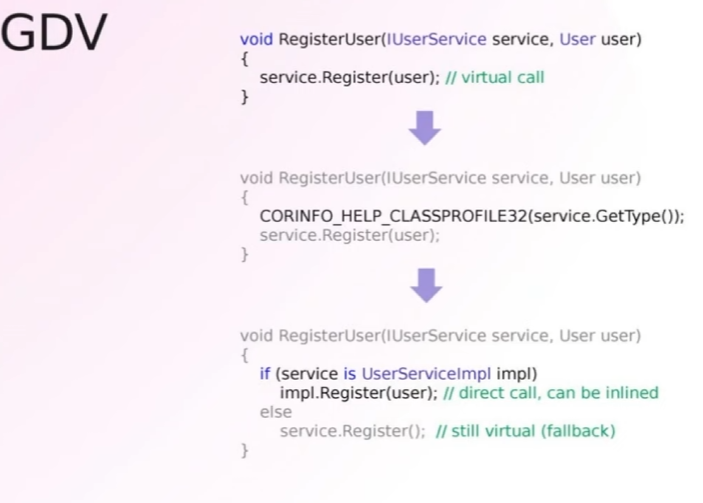 GDV
void RegisterUser(IUserService service, User user)
{
service.Register(user); // virtual call
}
void RegisterUser(IUserService service, User user)
{
CORINFO_HELP_CLASSPROFILE32(service.GetType());
service.Register(user);
}
void RegisterUser(IUserService service, User user)
{
if (service is UserServiceImpl impl)
impl.Register(user); // direct call, can be inlined
else
service.Register(); // still virtual (fallback)
}